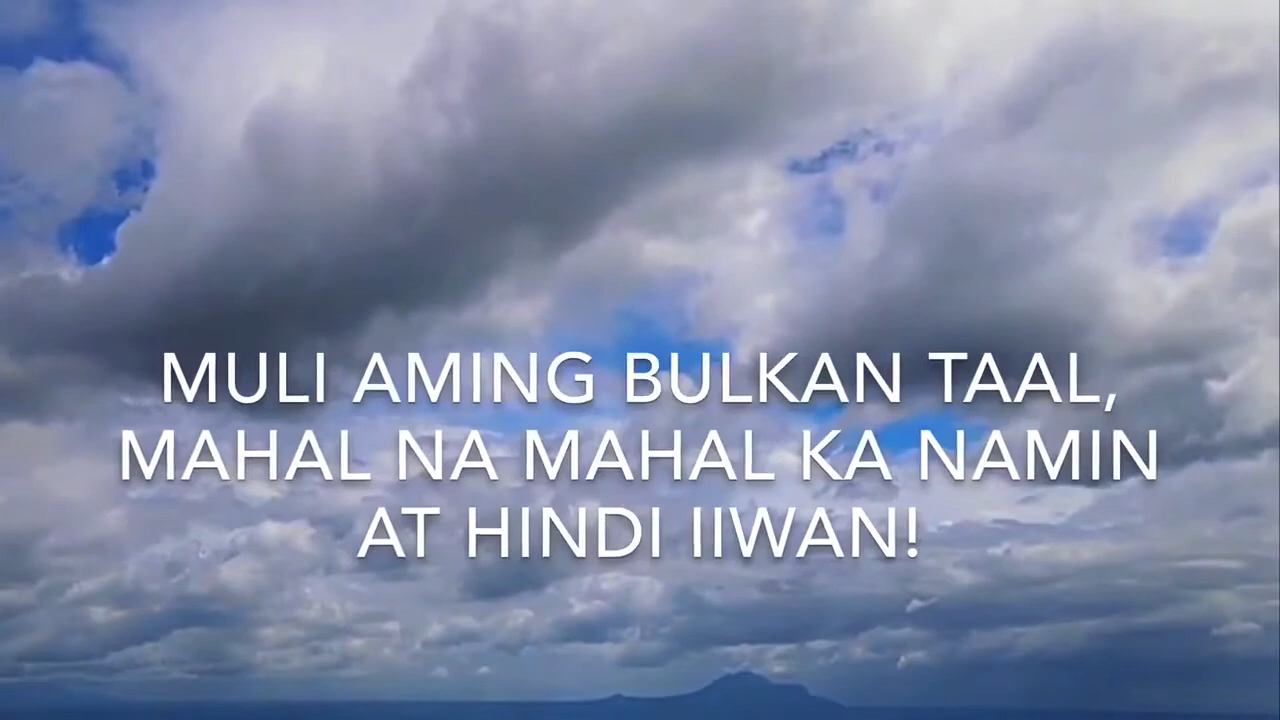 MULI AMING BULKAN TAAL,
MAHAL NA MAHAL KA NAMIN
AT HINDI IIWAN!